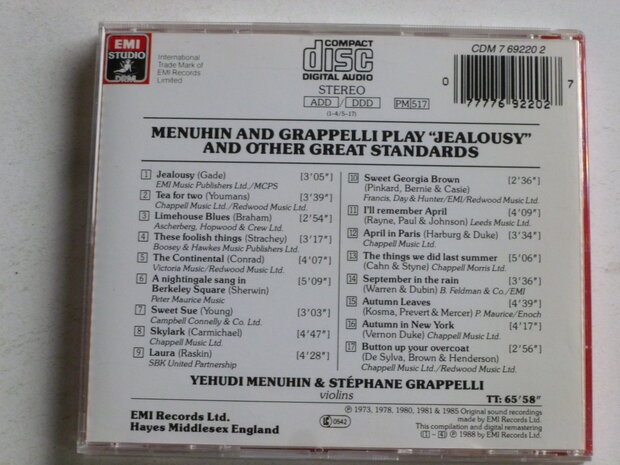 EMI
STUDIO
DRM
International
Trade Mark of
EMI Records
Limited
COMPACT
disc
DIGITAL AUDIO
STEREO
ADD / DDD
(1-4/5-17)
PM 517
CDM 7 69220 2
0 77776 92202 7
MENUHIN AND GRAPPELLI PLAY "JEALOUSY"
AND OTHER GREAT STANDARDS
1 Jealousy (Gade) [3'05"]
EMI Music Publishers Ltd./MCPS
2 Tea for two (Youmans) [3'39"]
Chappell Music Ltd./Redwood Music Ltd.
3 Limehouse Blues (Braham) [2'54"]
Ascherberg, Hopwood & Crew Ltd.
4 These foolish things (Strachey) [3'17"]
Boosey & Hawkes Music Publishers Ltd.
5 The Continental (Conrad) [4'07"]
Victoria Music/Redwood Music Ltd.
6 A nightingale sang in [5'09"]
Berkeley Square (Sherwin)
Peter Maurice Music
7 Sweet Sue (Young) [3'03"]
Campbell Connelly & Co. Ltd.
8 Skylark (Carmichael) [4'47"]
Chappell Music Ltd.
9 Laura (Raskin) [4'28"]
SBK United Partnership
10 Sweet Georgia Brown [2'36"]
(Pinkard, Bernie & Casie)
Francis, Day & Hunter/EMI/Redwood Music Ltd.
11 I'll remember April [4'09"]
(Rayne, Paul & Johnson) Leeds Music Ltd.
12 April in Paris (Harburg & Duke) [3'34"]
Chappell Music Ltd.
13 The things we did last summer [5'06"]
(Cahn & Styne) Chappell Morris Ltd.
14 September in the rain [3'36"]
(Warren & Dubin) B. Feldman & Co./EMI
15 Autumn Leaves [4'39"]
(Kosma, Prevert & Mercer) P. Maurice/Enoch
16 Autumn in New York [4'17"]
(Vernon Duke) Chappell Music Ltd.
17 Button up your overcoat [2'56"]
(De Sylva, Brown & Henderson)
Chappell Music Ltd./Redwood Music Ltd.
YEHUDI MENUHIN & STÉPHANE GRAPPELLI
violins
TT: 65'58"
EMI Records Ltd.
Hayes Middlesex England
LC 0542
℗ 1973, 1978, 1980, 1981 & 1985 Original sound recordings
made by EMI Records Ltd.
This compilation and digital remastering
(1 - 4) ℗ 1988 by EMI Records Ltd.